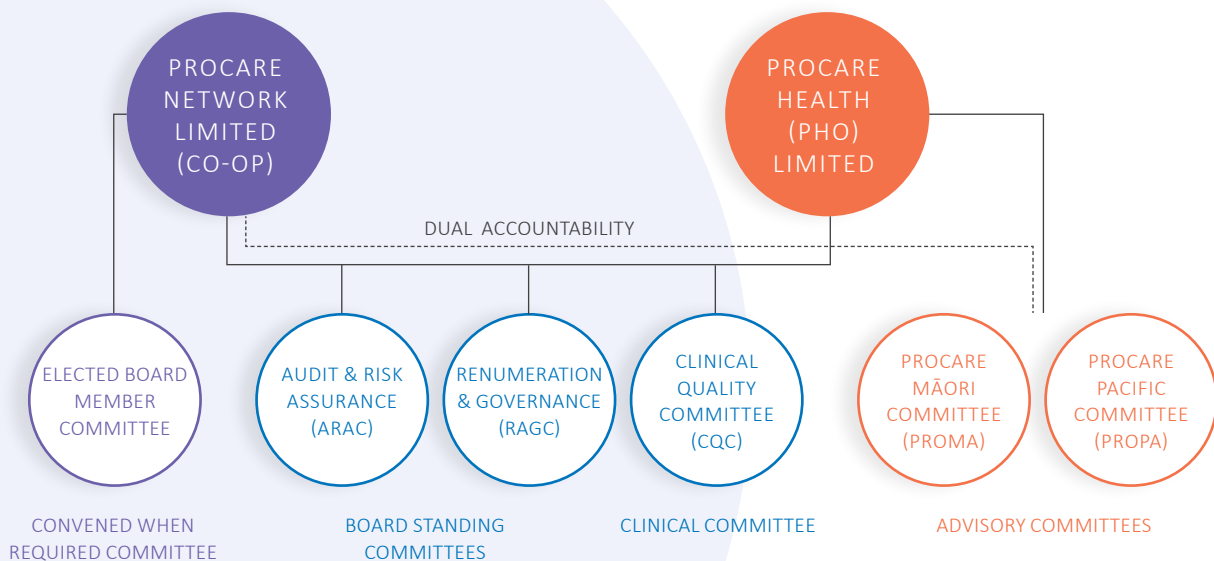 PROCARE
NETWORK
LIMITED
(CO-OP)
PROCARE
HEALTH
(PHO)
LIMITED
DUAL ACCOUNTABILITY
ELECTED BOARD
MEMBER
COMMITTEE
AUDIT & RISK
ASSURANCE
(ARAC)
RENUMERATION
& GOVERNANCE
(RAGC)
CLINICAL
QUALITY
COMMITTEE
(CQC)
PROCARE
MĀORI
COMMITTEE
(PROMA)
PROCARE
PACIFIC
COMMITTEE
(PROPA)
CONVENED WHEN
REQUIRED COMMITTEE
BOARD STANDING
COMMITTEES
CLINICAL COMMITTEE
ADVISORY COMMITTEES